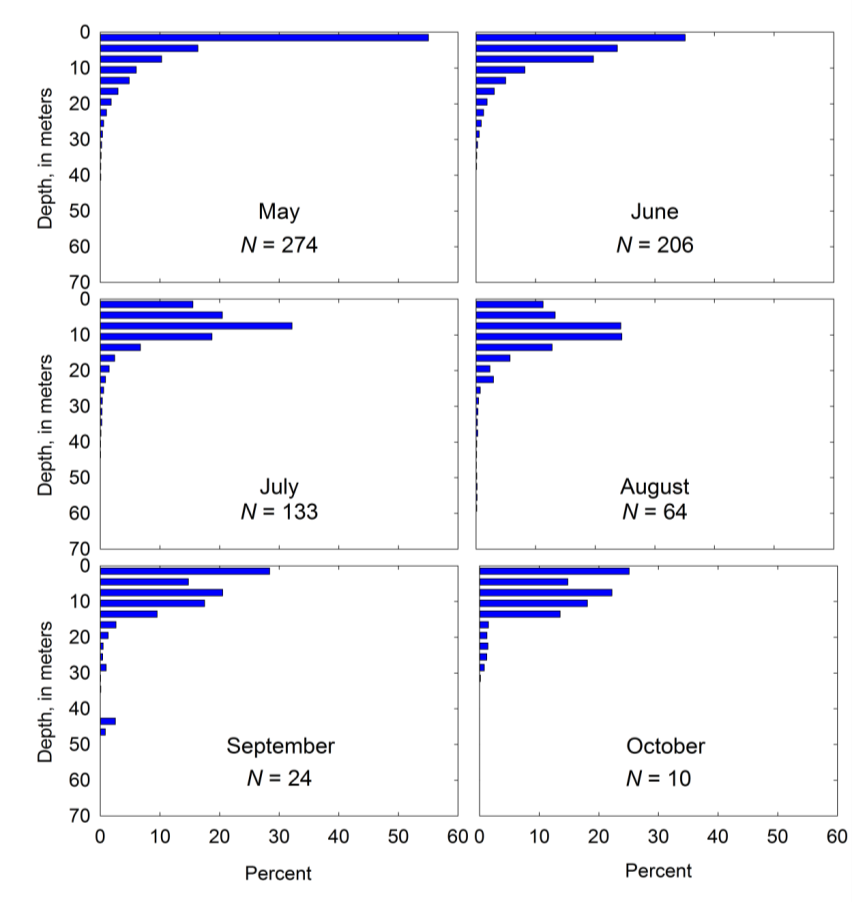 0
10
20
30
40
50
60
70
Depth, in meters
May
N = 274
June
N = 206
0
10
20
30
40
50
60
70
Depth, in meters
July
N = 133
August
N = 64
0
10
20
30
40
50
60
70
Depth, in meters
September
N = 24
October
N = 10
0 10 20 30 40 50 60
0 10 20 30 40 50 60
Percent
Percent